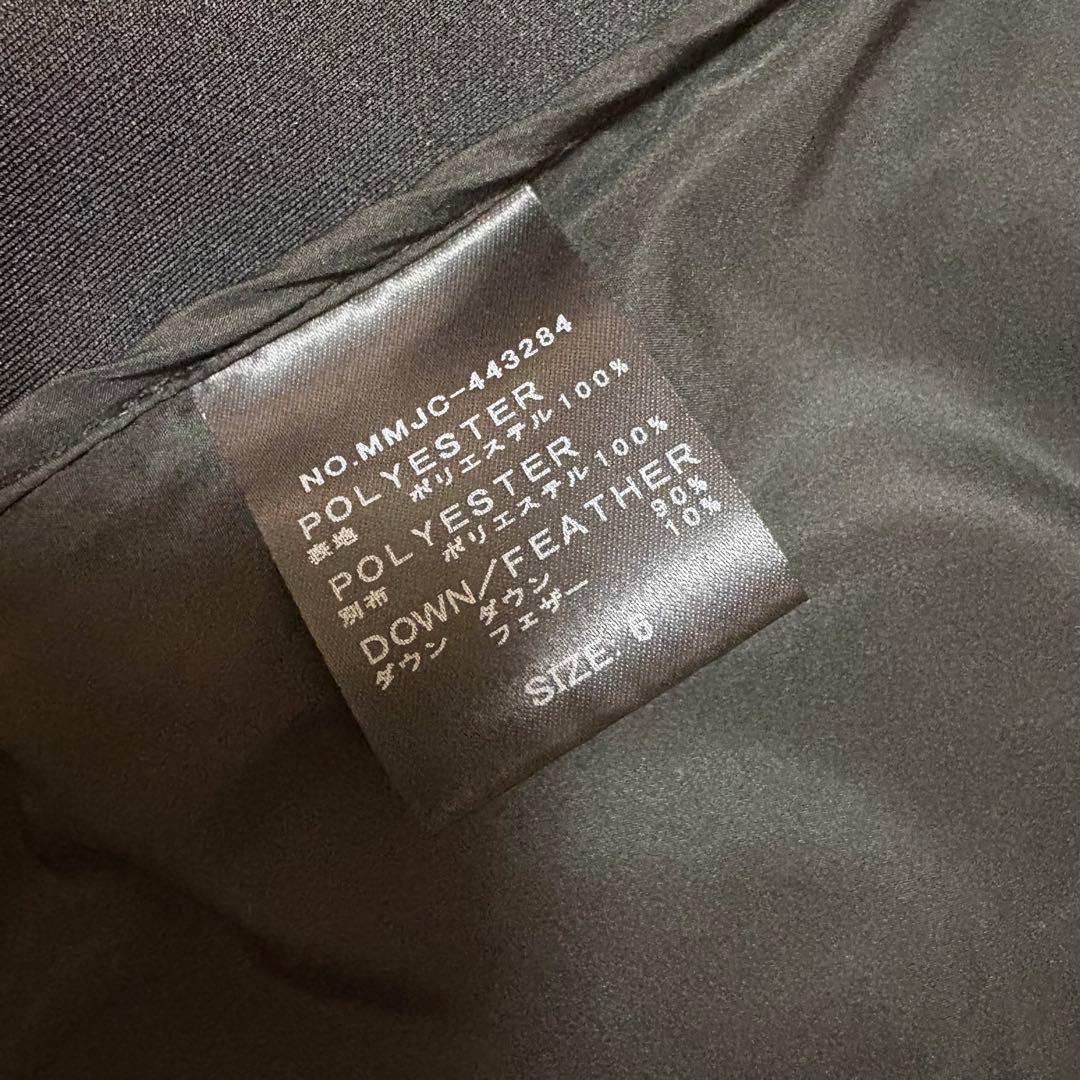 NO.MMJC-443284
POLYESTER
表地 ポリエステル100%
POLYESTER
別布 ポリエステル100%
DOWN/FEATHER
ダウン ダウン 90%
フェザー 10%
SIZE